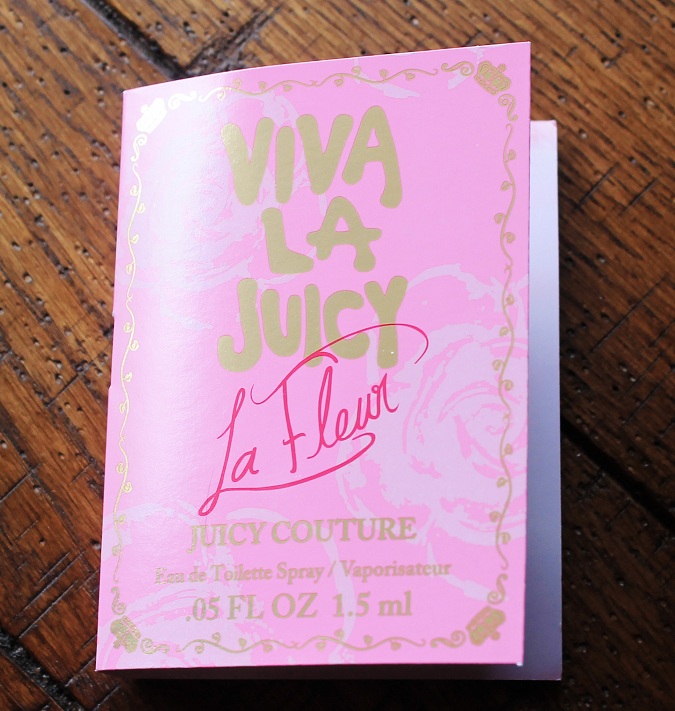 VIVA
LA
JUICY
La Fleur
JUICY COUTURE
Eau de Toilette Spray / Vaporisateur
.05 FL OZ 1.5 ml